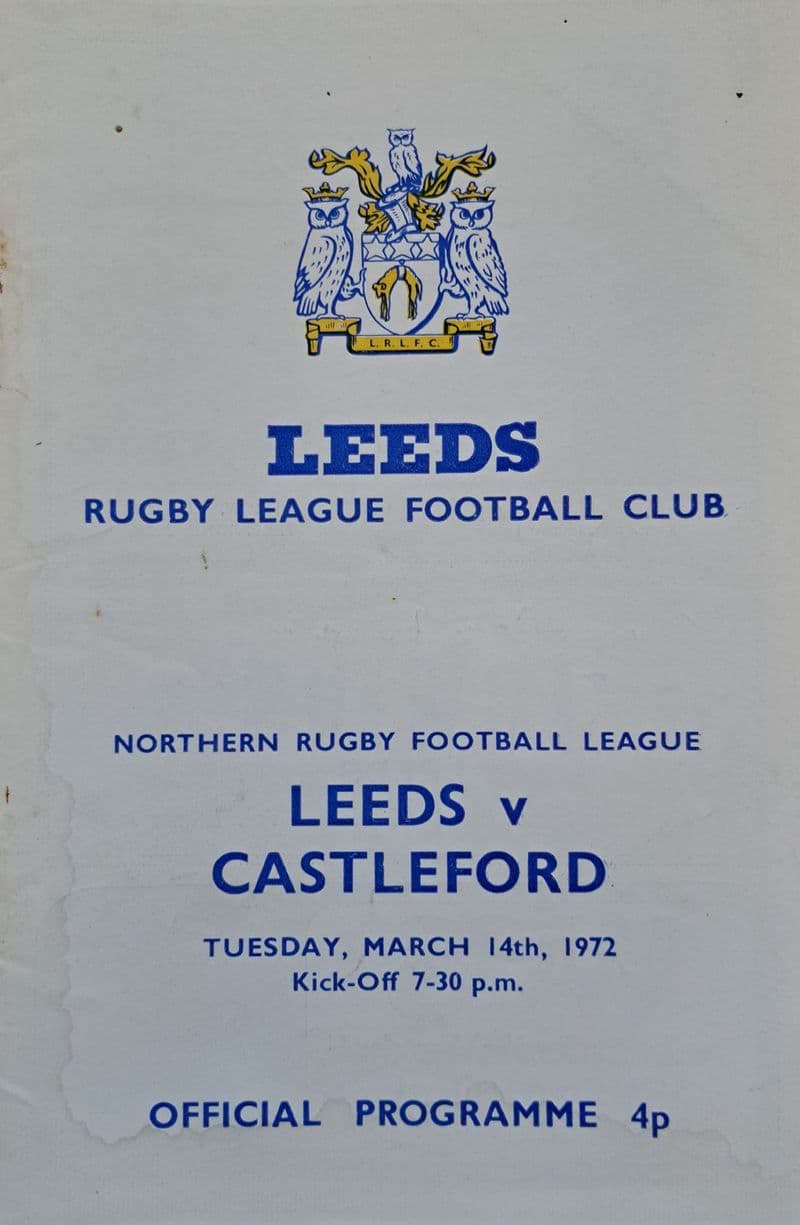 L. R. L. F. C.
LEEDS
RUGBY LEAGUE FOOTBALL CLUB
NORTHERN RUGBY FOOTBALL LEAGUE
LEEDS v
CASTLEFORD
TUESDAY, MARCH 14th, 1972
Kick-Off 7-30 p.m.
OFFICIAL PROGRAMME 4p